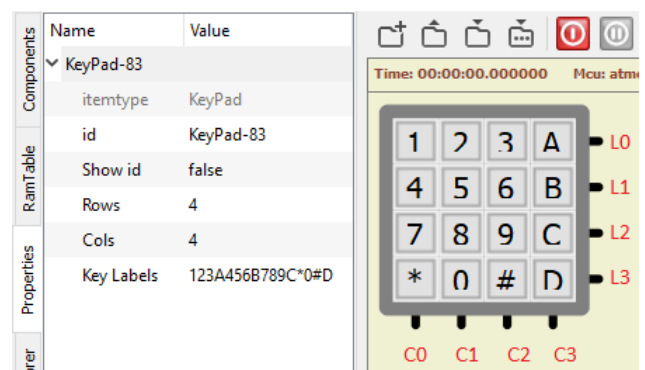 Components
RamTable
Properties
rer
Name Value
KeyPad-83
itemtype KeyPad
id KeyPad-83
Show id false
Rows 4
Cols 4
Key Labels 123A456B789C*0#D
Time: 00:00:00.000000 Mcu: atme
1 2 3 A L0
4 5 6 B L1
7 8 9 C L2
* 0 # D L3
C0 C1 C2 C3